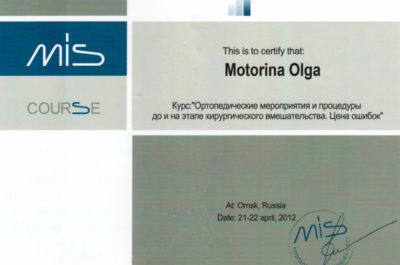 mis
This is to certify that:
Motorina Olga
COURSE
Курс:"Ортопедические мероприятия и процедуры
до и на этапе хирургического вмешательства. Цена ошибок"
At: Omsk, Russia
Date: 21-22 april, 2012
mis